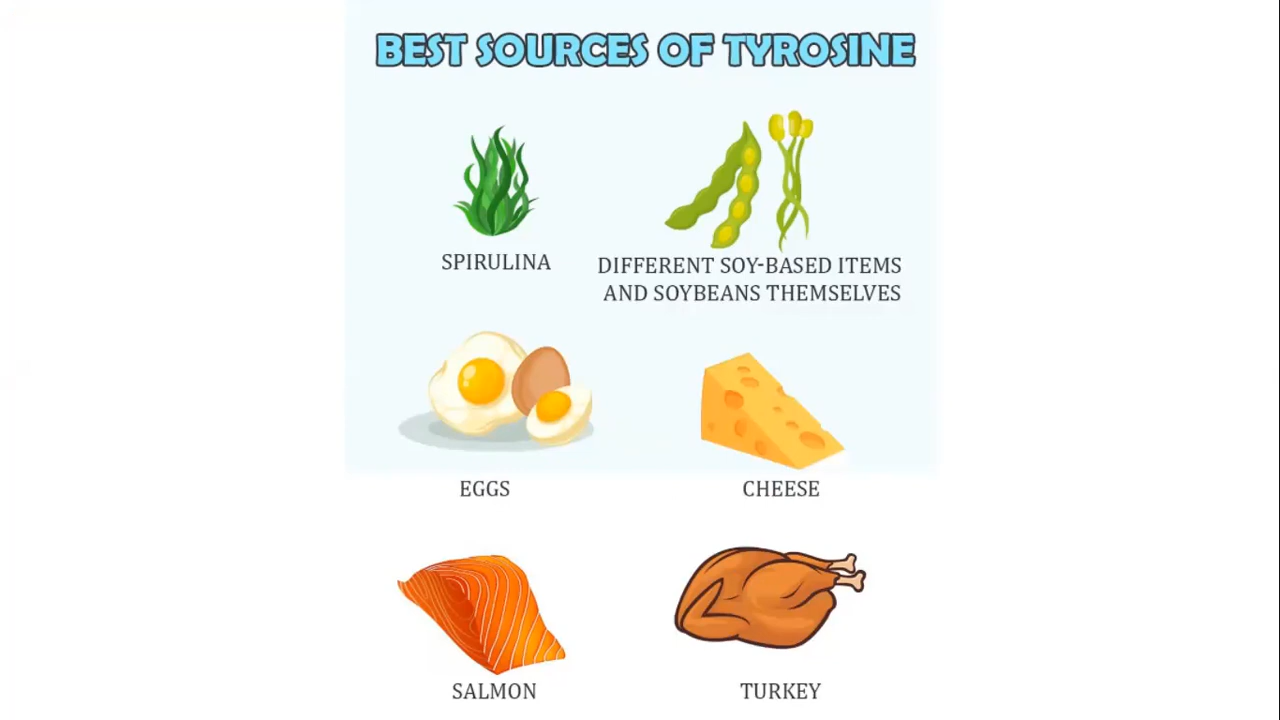 BEST SOURCES OF TYROSINE
SPIRULINA
DIFFERENT SOY-BASED ITEMS
AND SOYBEANS THEMSELVES
EGGS
CHEESE
SALMON
TURKEY